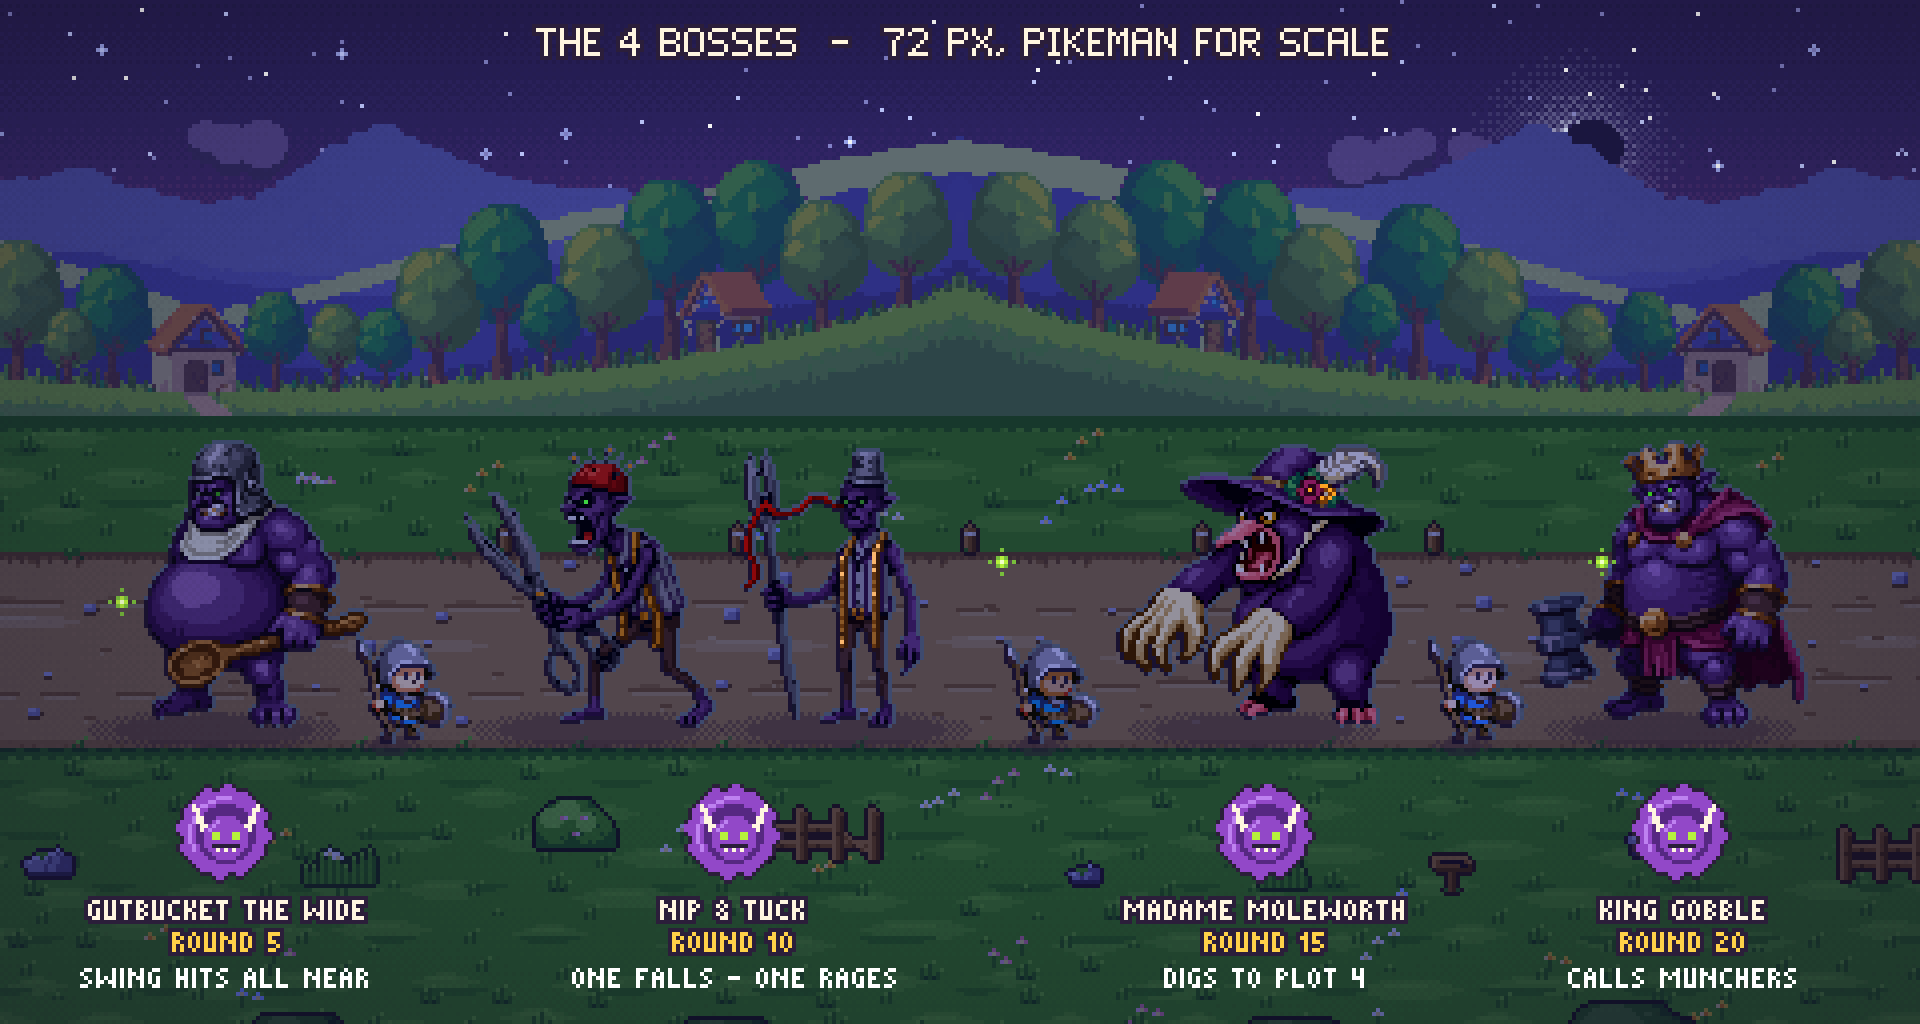 THE 4 BOSSES - 72 PX, PIKEMAN FOR SCALE
GUTBUCKET THE WIDE
ROUND 5
SWING HITS ALL NEAR
NIP & TUCK
ROUND 10
ONE FALLS - ONE RAGES
MADAME MOLEWORTH
ROUND 15
DIGS TO PLOT 4
KING GOBBLE
ROUND 20
CALLS MUNCHERS